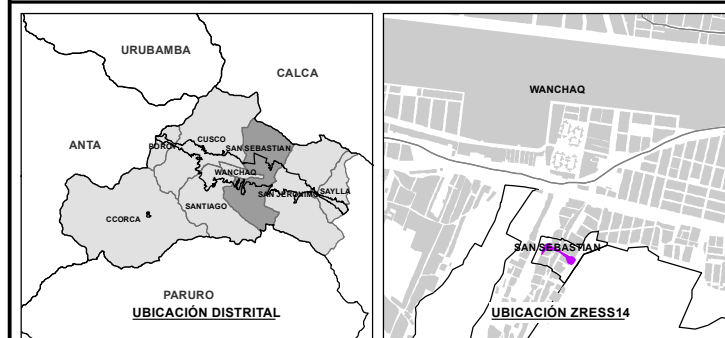 URUBAMBA
CALCA
ANTA
POROY
CUSCO
SAN SEBASTIAN
WANCHAQ
SAN JERONIMO
SAYLLA
CCORCA
SANTIAGO
PARURO
UBICACIÓN DISTRITAL
WANCHAQ
SAN SEBASTIAN
UBICACIÓN ZRESS14